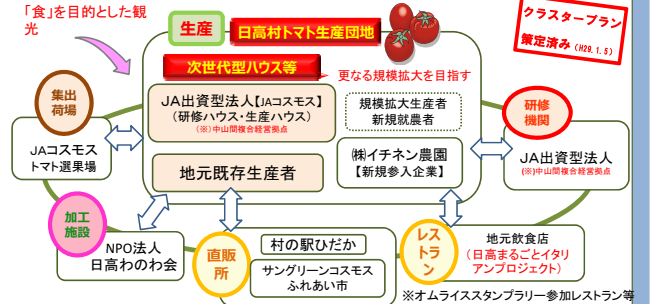 「食」を目的とした観
光
生産
日高村トマト生産団地
クラスタープラン
策定済み（H29.1.5）
次世代型ハウス等
更なる規模拡大を目指す
集出
荷場
JA出資型法人【JAコスモス】
（研修ハウス・生産ハウス）
（※）中山間複合経営拠点
規模拡大生産者
新規就農者
研修
機関
JAコスモス
トマト選果場
地元既存生産者
㈱イチネン農園
【新規参入企業】
JA出資型法人
(※)中山間複合経営拠点
加工
施設
NPO法人
日高わのわ会
直販
所
村の駅ひだか
サングリーンコスモス
ふれあい市
レス
トラ
ン
地元飲食店
（日高まるごとイタリ
アンプロジェクト）
※オムライススタンプラリー参加レストラン等